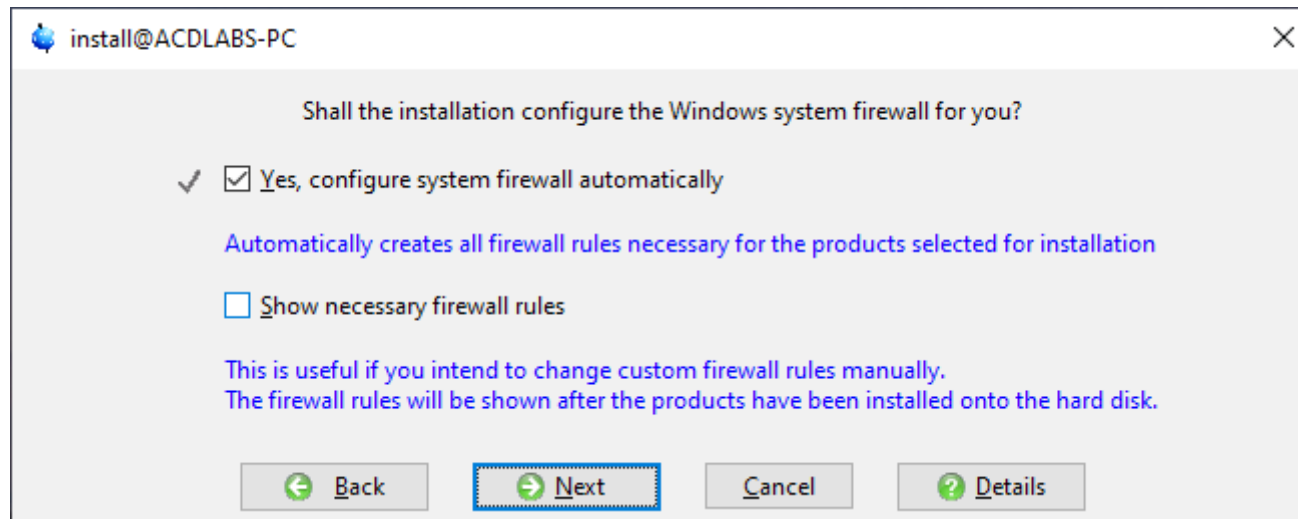 install@ACDLABS-PC
Shall the installation configure the Windows system firewall for you?
Yes, configure system firewall automatically
Automatically creates all firewall rules necessary for the products selected for installation
Show necessary firewall rules
This is useful if you intend to change custom firewall rules manually.
The firewall rules will be shown after the products have been installed onto the hard disk.
Back Next Cancel Details